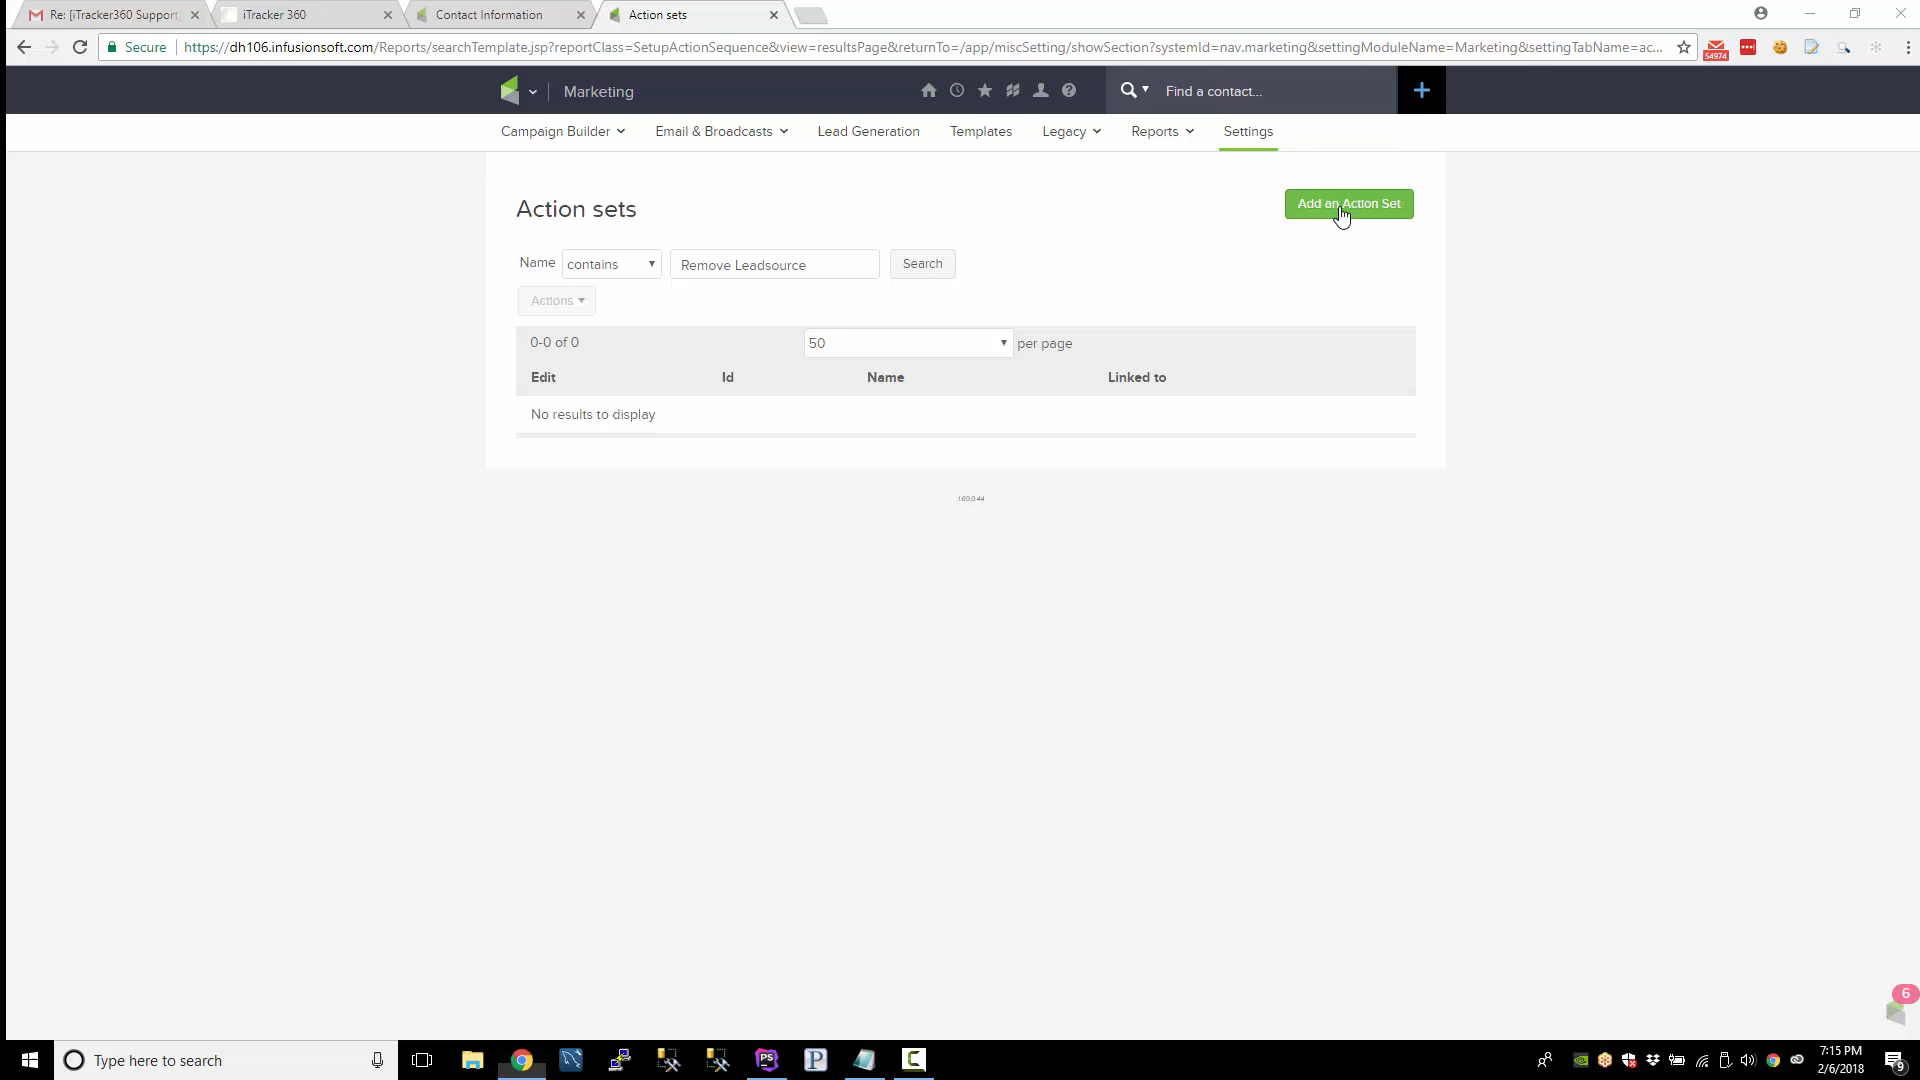 Re: [iTracker360 Support
iTracker 360
Contact Information
Action sets
Secure
https://dh106.infusionsoft.com/Reports/searchTemplate.jsp?reportClass=SetupActionSequence&view=resultsPage&returnTo=/app/miscSetting/showSection?systemId=nav.marketing&settingModuleName=Marketing&settingTabName=ac...
54974
Marketing
Find a contact...
Campaign Builder
Email & Broadcasts
Lead Generation
Templates
Legacy
Reports
Settings
Action sets
Add an Action Set
Name
contains
Remove Leadsource
Search
Actions
0-0 of 0
50
per page
Edit
Id
Name
Linked to
No results to display
1.69.0.44
6
Type here to search
PS
P
C
7:15 PM
2/6/2018
9